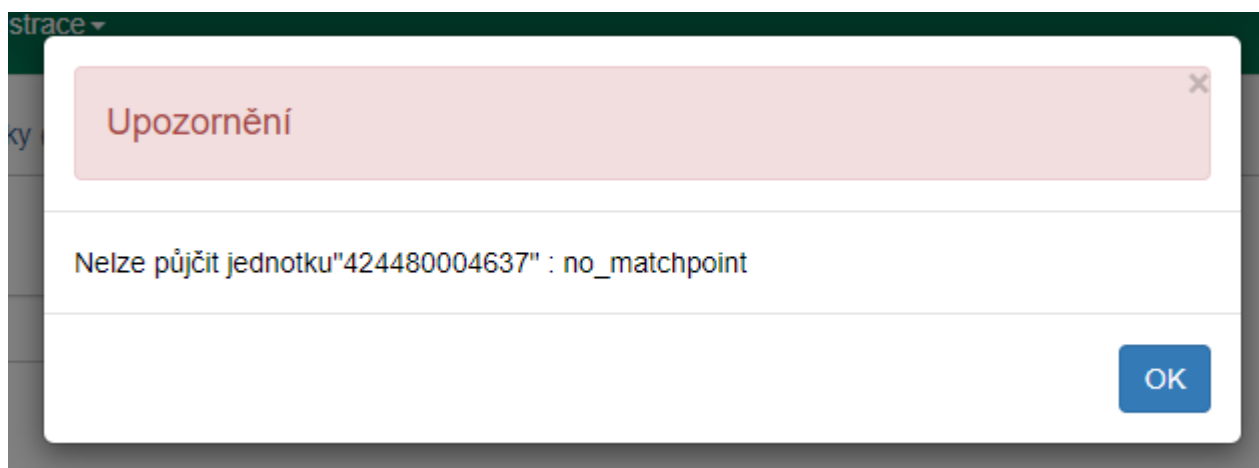 strace
×
Upozornění
ky
Nelze půjčit jednotku"424480004637" : no_matchpoint
OK